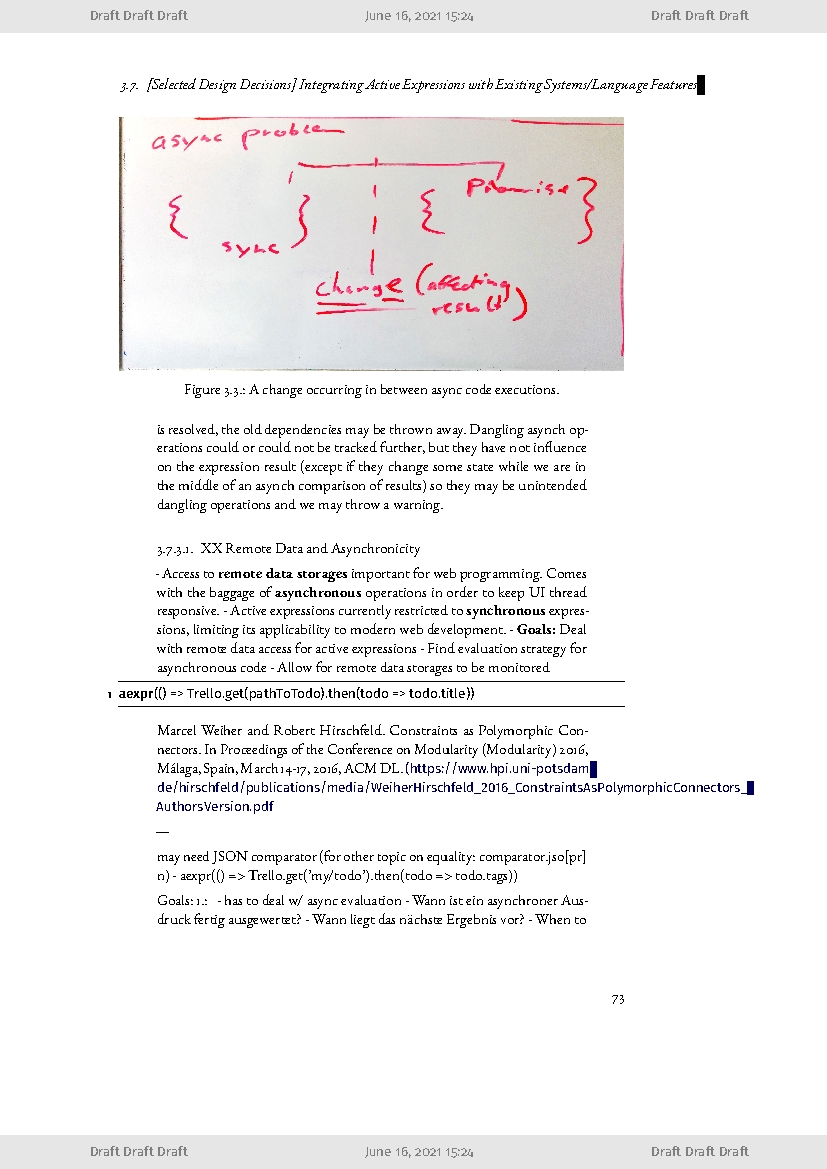 Draft Draft Draft June 16, 2021 15:24 Draft Draft Draft
3.7. [Selected Design Decisions] Integrating Active Expressions with Existing Systems/Language Features
async problem
Promise
sync
change (affecting
result)
Figure 3.3.: A change occurring in between async code executions.
is resolved, the old dependencies may be thrown away. Dangling asynch op-
erations could or could not be tracked further, but they have not influence
on the expression result (except if they change some state while we are in
the middle of an asynch comparison of results) so they may be unintended
dangling operations and we may throw a warning.
3.7.3.1. XX Remote Data and Asynchronicity
- Access to remote data storages important for web programming. Comes
with the baggage of asynchronous operations in order to keep UI thread
responsive. - Active expressions currently restricted to synchronous expres-
sions, limiting its applicability to modern web development. - Goals: Deal
with remote data access for active expressions - Find evaluation strategy for
asynchronous code - Allow for remote data storages to be monitored
1 aexpr(() => Trello.get(pathToTodo).then(todo => todo.title))
Marcel Weiher and Robert Hirschfeld. Constraints as Polymorphic Con-
nectors. In Proceedings of the Conference on Modularity (Modularity) 2016,
Málaga, Spain, March 14-17, 2016, ACM DL. (https://www.hpi.uni-potsdam
de/hirschfeld/publications/media/WeiherHirschfeld_2016_ConstraintsAsPolymorphicConnectors_
AuthorsVersion.pdf
—
may need JSON comparator (for other topic on equality: comparator.jso[pr]
n) - aexpr(() => Trello.get('my/todo').then(todo => todo.tags))
Goals: 1.: - has to deal w/ async evaluation - Wann ist ein asynchroner Aus-
druck fertig ausgewertet? - Wann liegt das nächste Ergebnis vor? - When to
73
Draft Draft Draft June 16, 2021 15:24 Draft Draft Draft